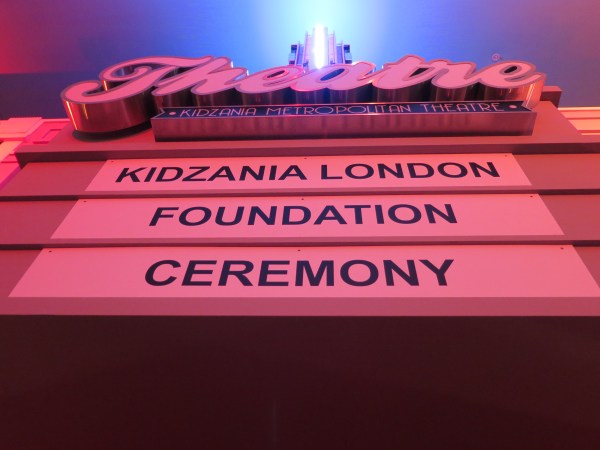 Theatre
• KIDZANIA METROPOLITAN THEATRE •
KIDZANIA LONDON
FOUNDATION
CEREMONY